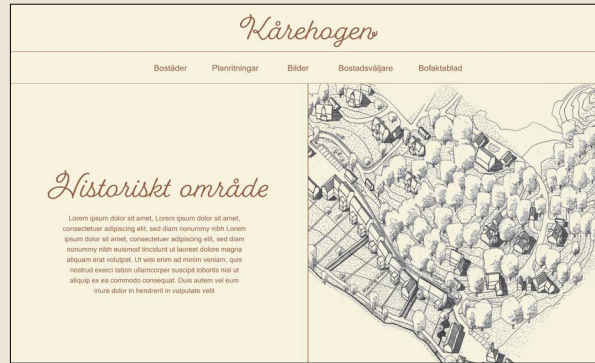 Kårehogen
Bostäder Planritningar Bilder Bostadsväljare Bofaktablad
Historiskt område
Lorem ipsum dolor sit amet, Lorem ipsum dolor sit amet,
consectetuer adipiscing elit, sed diam nonummy nibh Lorem
ipsum dolor sit amet, consectetuer adipiscing elit, sed diam
nonummy nibh euismod tincidunt ut laoreet dolore magna
aliquam erat volutpat. Ut wisi enim ad minim veniam, quis
nostrud exerci tation ullamcorper suscipit lobortis nisl ut
aliquip ex ea commodo consequat. Duis autem vel eum
iriure dolor in hendrerit in vulputate velit